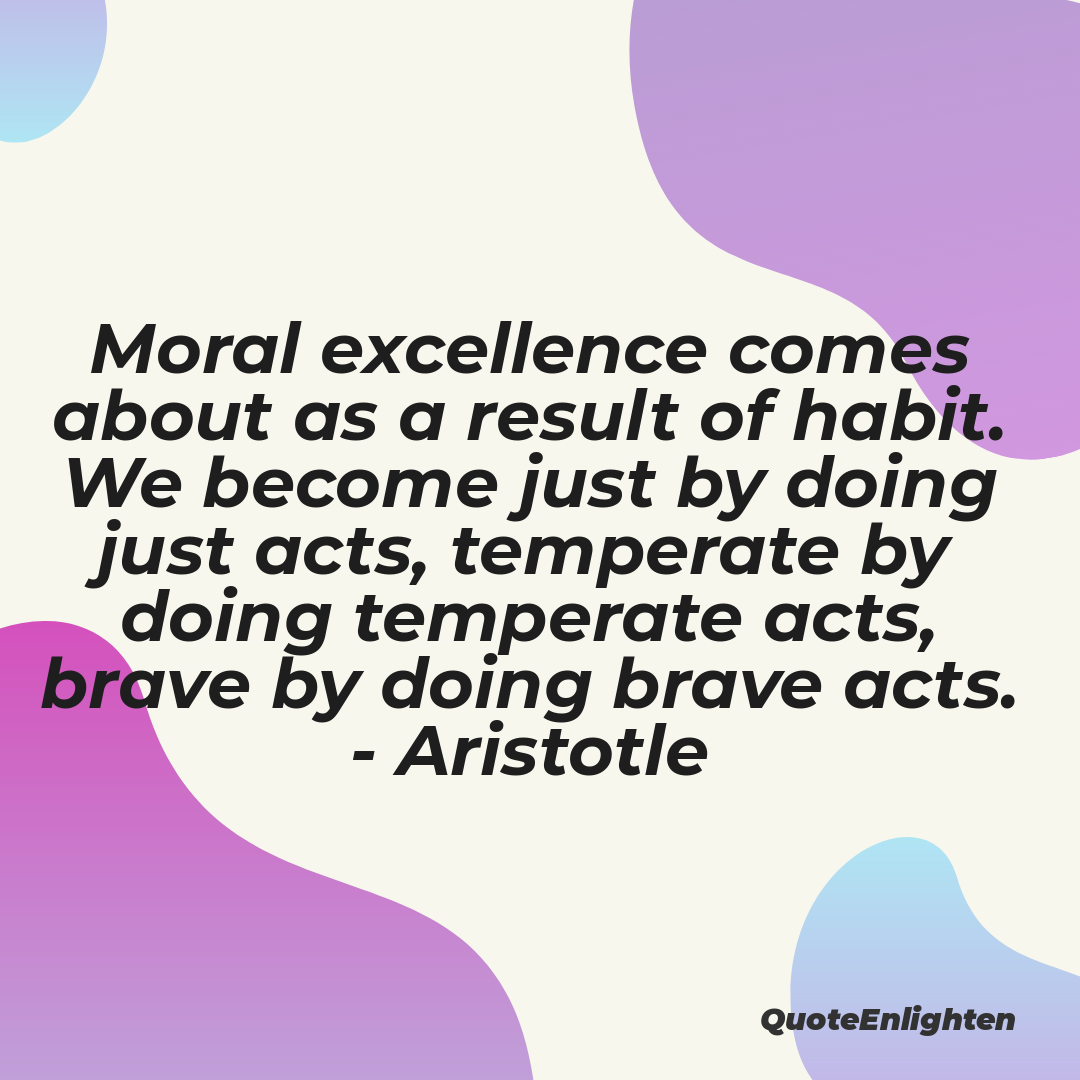 Moral excellence comes
about as a result of habit.
We become just by doing
just acts, temperate by
doing temperate acts,
brave by doing brave acts.
- Aristotle
QuoteEnlighten